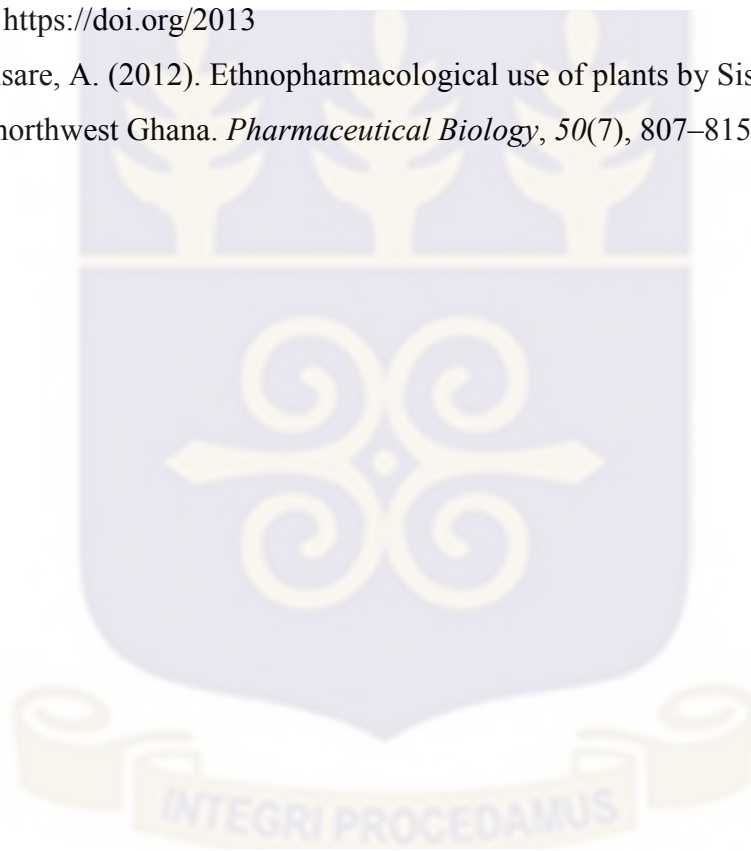 https://doi.org/2013
sare, A. (2012). Ethnopharmacological use of plants by Sis
northwest Ghana. Pharmaceutical Biology, 50(7), 807–815
INTEGRI PROCEDAMUS